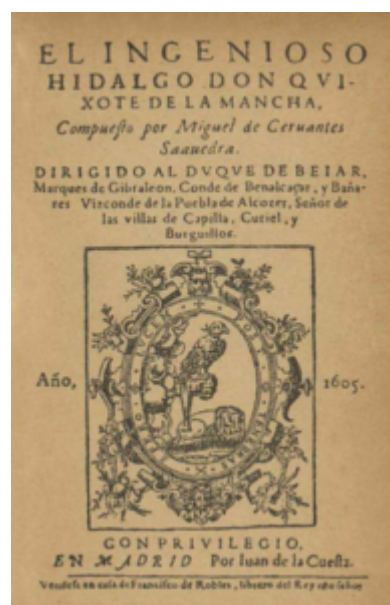 EL INGENIOSO
HIDALGO DON QVI-
XOTE DE LA MANCHA,
Compuesto por Miguel de Ceruantes
Saauedra.
DIRIGIDO AL DVQVE DE BEIAR,
Marques de Gibraleon, Conde de Benalcaçar, y Baña-
res Vizconde de la Puebla de Alcozer, Señor de
las villas de Capilla, Curiel, y
Burguillos.
Año, 1605.
CON PRIVILEGIO,
EN MADRID Por Iuan de la Cuesta.
Vendese en casa de Francisco de Robles, librero del Rey nro señor